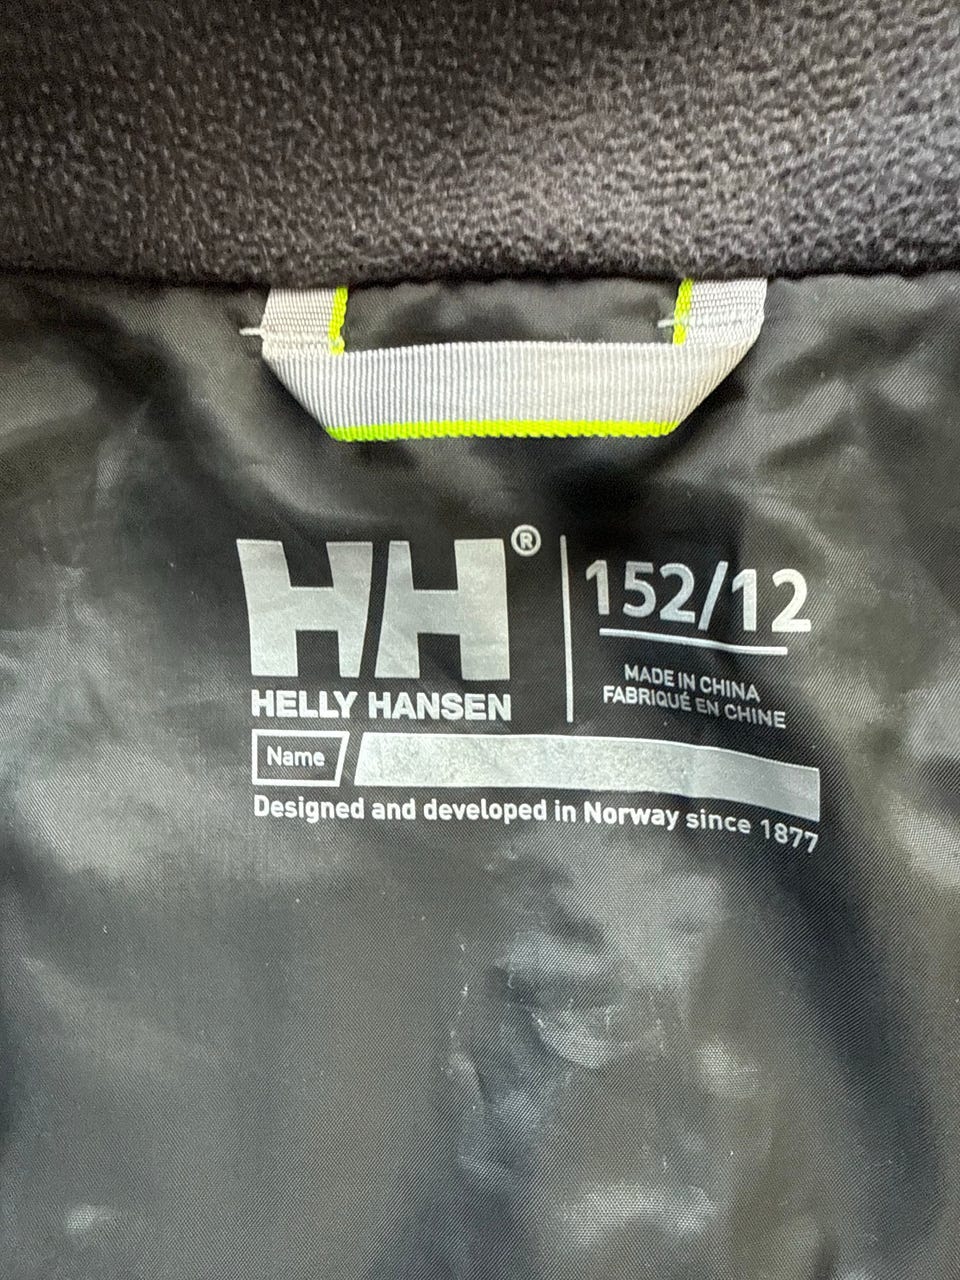 HH®
HELLY HANSEN
152/12
MADE IN CHINA
FABRIQUÉ EN CHINE
Name
Designed and developed in Norway since 1877